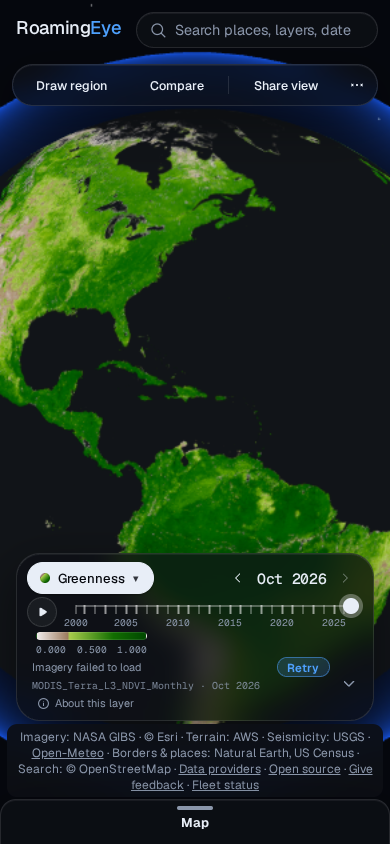 RoamingEye
Search places, layers, date
Draw region
Compare
Share view
Greenness
Oct 2026
2000 2005 2010 2015 2020 2025
0.000 0.500 1.000
Imagery failed to load
Retry
MODIS_Terra_L3_NDVI_Monthly · Oct 2026
About this layer
Imagery: NASA GIBS · © Esri · Terrain: AWS · Seismicity: USGS ·
Open-Meteo · Borders & places: Natural Earth, US Census ·
Search: © OpenStreetMap · Data providers · Open source · Give
feedback · Fleet status
Map